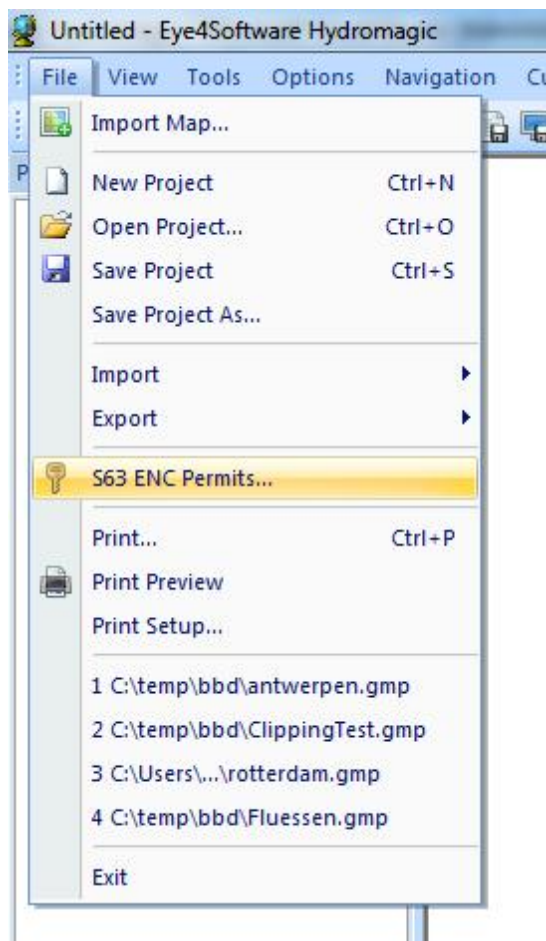 Untitled - Eye4Software Hydromagic
File View Tools Options Navigation
Import Map...
New Project Ctrl+N
Open Project... Ctrl+O
Save Project Ctrl+S
Save Project As...
Import
Export
S63 ENC Permits...
Print... Ctrl+P
Print Preview
Print Setup...
1 C:\temp\bbd\antwerpen.gmp
2 C:\temp\bbd\ClippingTest.gmp
3 C:\Users\...\rotterdam.gmp
4 C:\temp\bbd\Fluessen.gmp
Exit